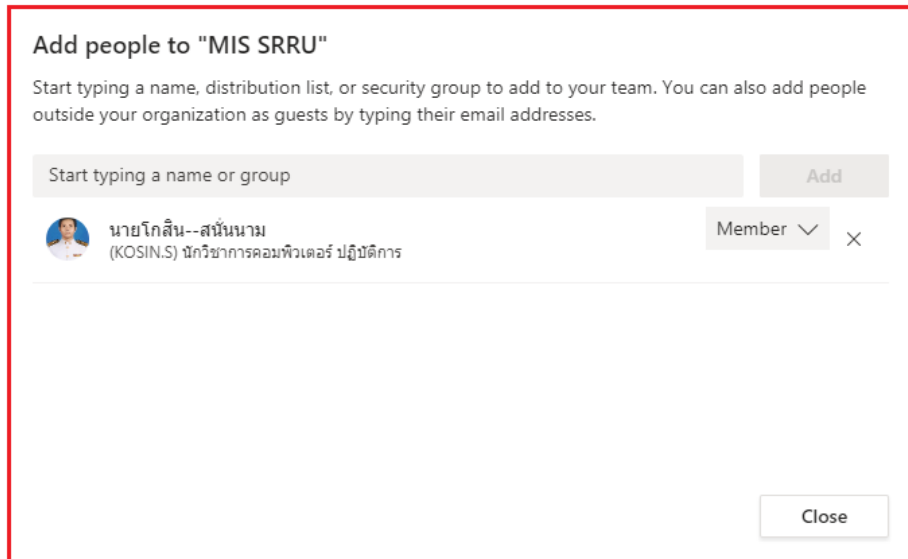 Add people to "MIS SRRU"
Start typing a name, distribution list, or security group to add to your team. You can also add people
outside your organization as guests by typing their email addresses.
Start typing a name or group
Add
นายโกสิน--สนั่นนาม
Member
(KOSIN.S) นักวิชาการคอมพิวเตอร์ ปฏิบัติการ
Close